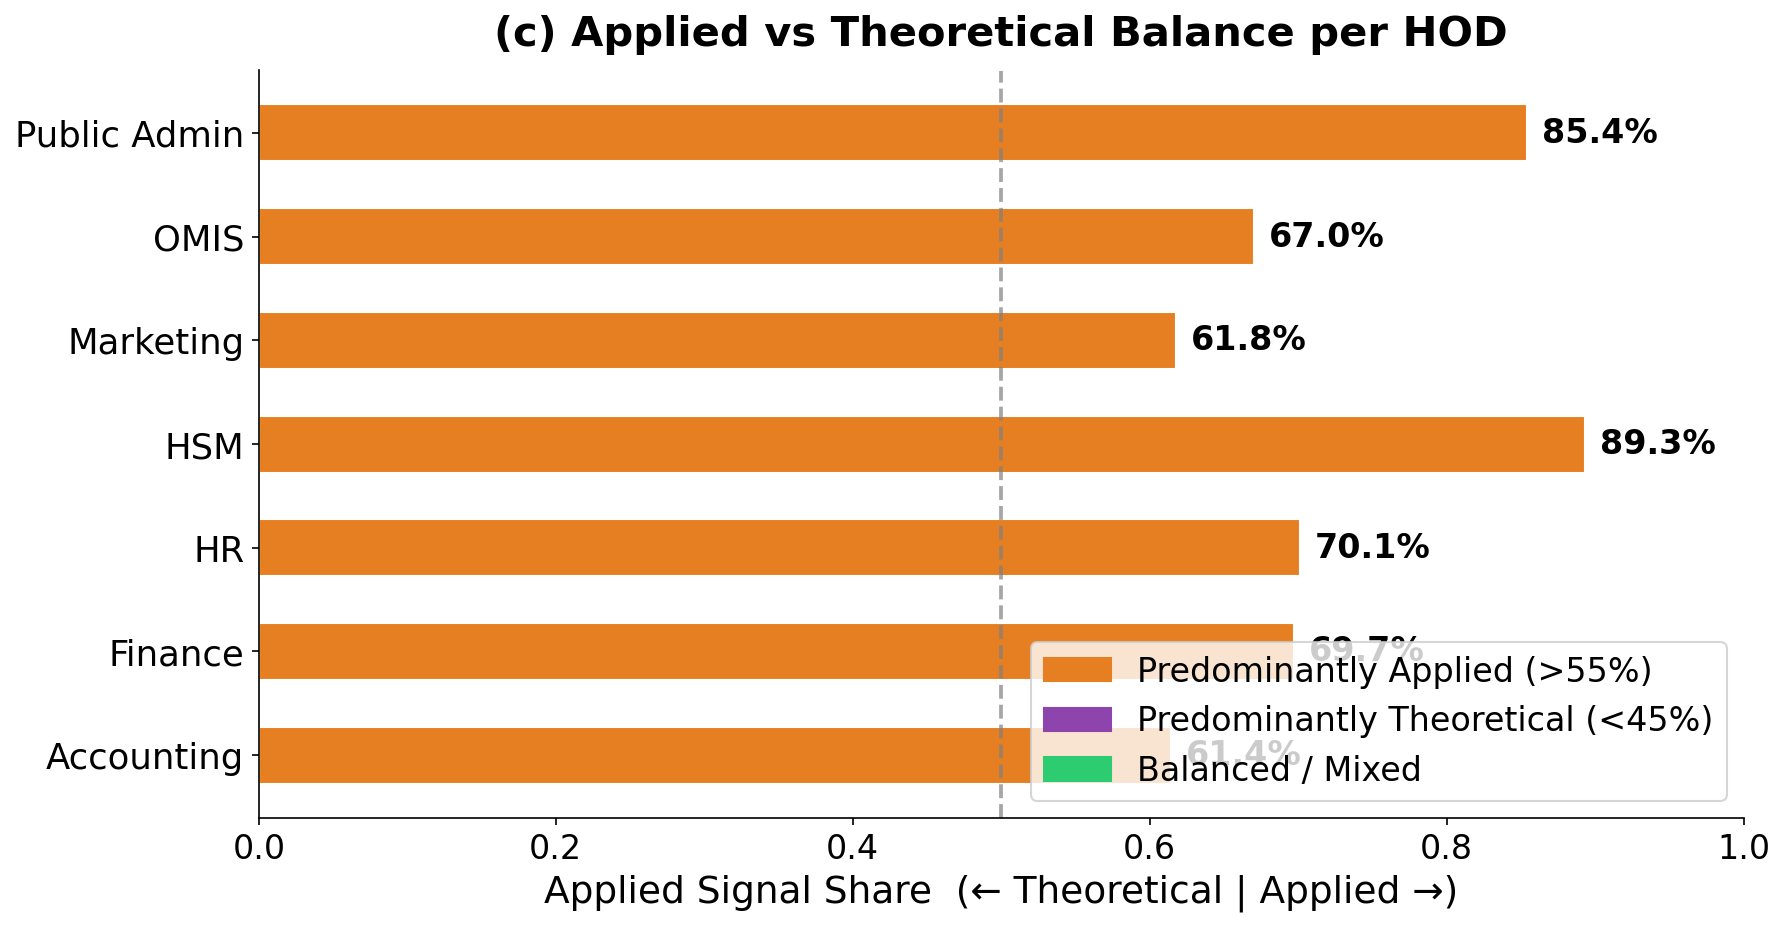 (c) Applied vs Theoretical Balance per HOD
Public Admin 85.4%
OMIS 67.0%
Marketing 61.8%
HSM 89.3%
HR 70.1%
Finance 69.7%
Predominantly Applied (>55%)
Predominantly Theoretical (<45%)
Accounting 61.4%
Balanced / Mixed
0.0 0.2 0.4 0.6 0.8 1.0
Applied Signal Share (← Theoretical | Applied →)